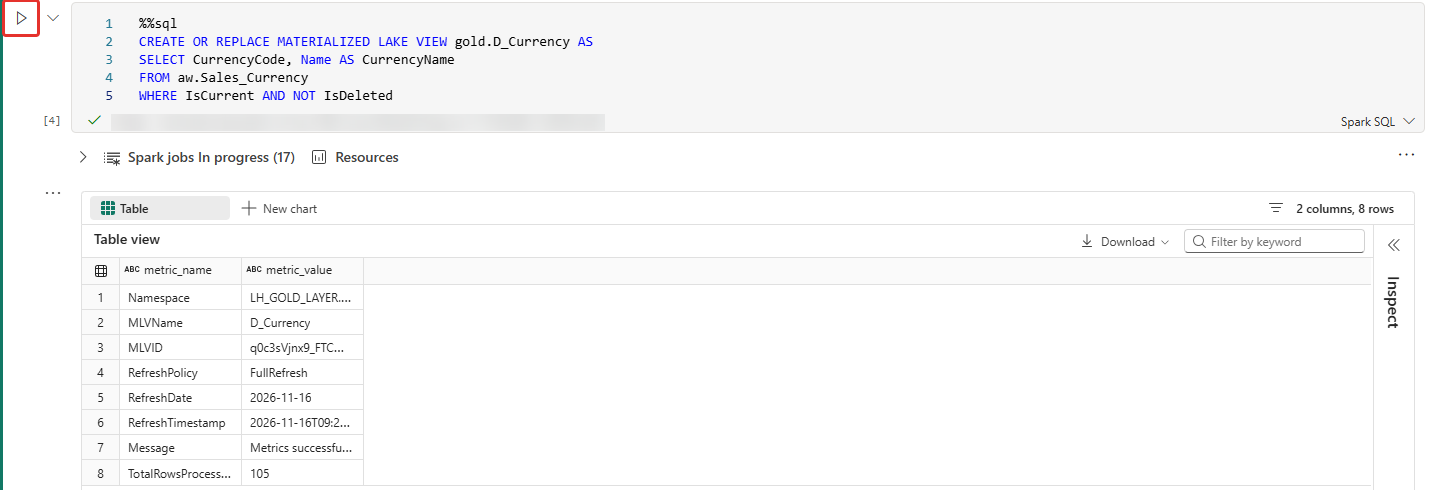 1 %%sql
2 CREATE OR REPLACE MATERIALIZED LAKE VIEW gold.D_Currency AS
3 SELECT CurrencyCode, Name AS CurrencyName
4 FROM aw.Sales_Currency
5 WHERE IsCurrent AND NOT IsDeleted
[4]
Spark SQL
Spark jobs In progress (17) Resources
Table New chart 2 columns, 8 rows
Table view Download Filter by keyword
Inspect
ABC metric_name ABC metric_value
1 Namespace LH_GOLD_LAYER....
2 MLVName D_Currency
3 MLVID q0c3sVjnx9_FTC...
4 RefreshPolicy FullRefresh
5 RefreshDate 2026-11-16
6 RefreshTimestamp 2026-11-16T09:2...
7 Message Metrics successfu...
8 TotalRowsProcess... 105